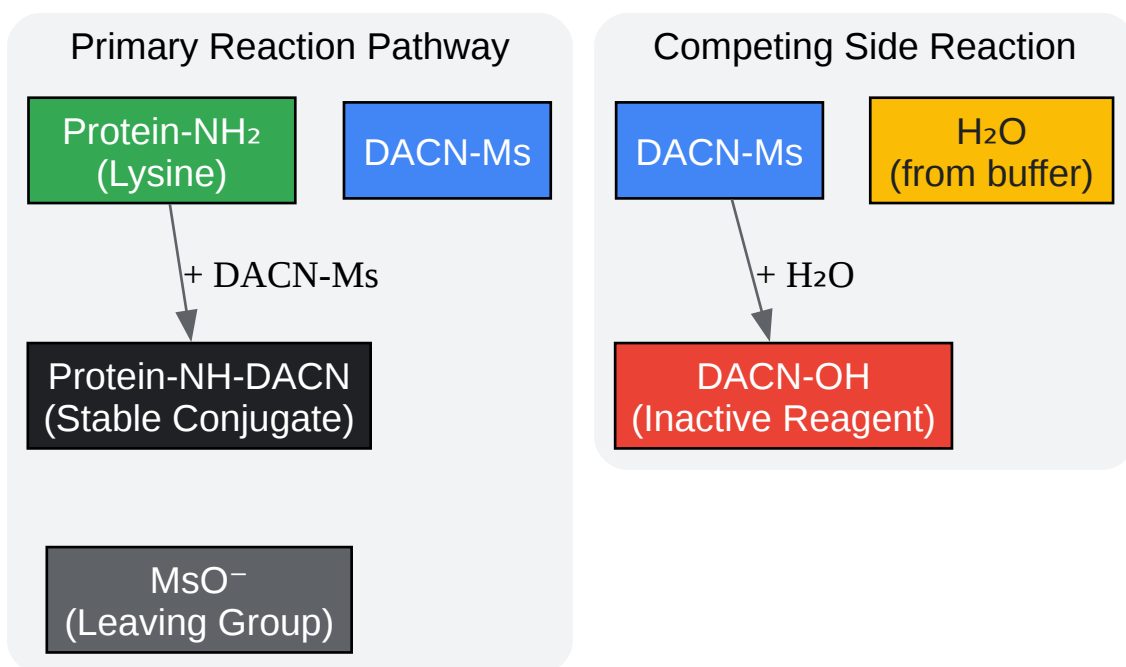 Primary Reaction Pathway
Protein-NH₂
(Lysine)
DACN-Ms
+ DACN-Ms
Protein-NH-DACN
(Stable Conjugate)
MsO⁻
(Leaving Group)
Competing Side Reaction
DACN-Ms
H₂O
(from buffer)
+ H₂O
DACN-OH
(Inactive Reagent)